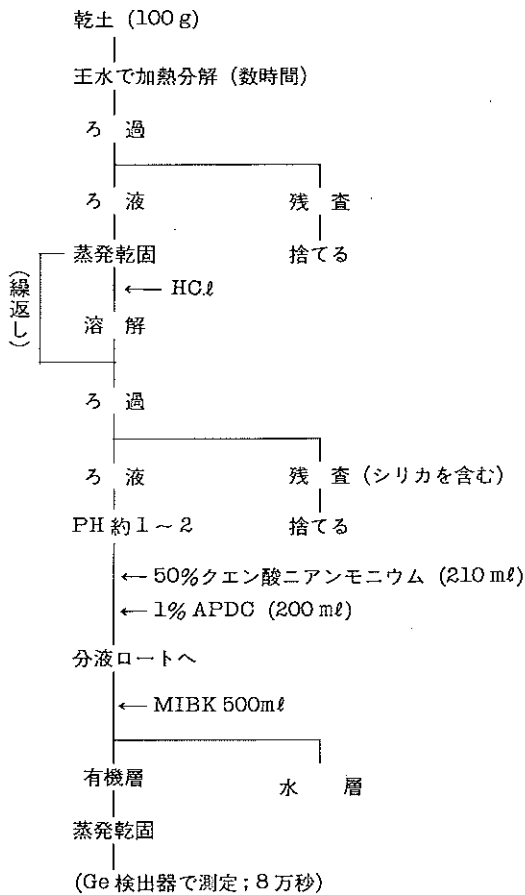 乾土 (100g)
王水で加熱分解 (数時間)
ろ 過
ろ 液
残 査
蒸発乾固
捨てる
(繰返し)
← HCℓ
溶 解
ろ 過
ろ 液
残 査 (シリカを含む)
PH 約 1 ~ 2
捨てる
← 50%クエン酸ニアンモニウム (210 mℓ)
← 1% APDC (200 mℓ)
分液ロートへ
← MIBK 500mℓ
有機層
水 層
蒸発乾固
(Ge 検出器で測定;8万秒)